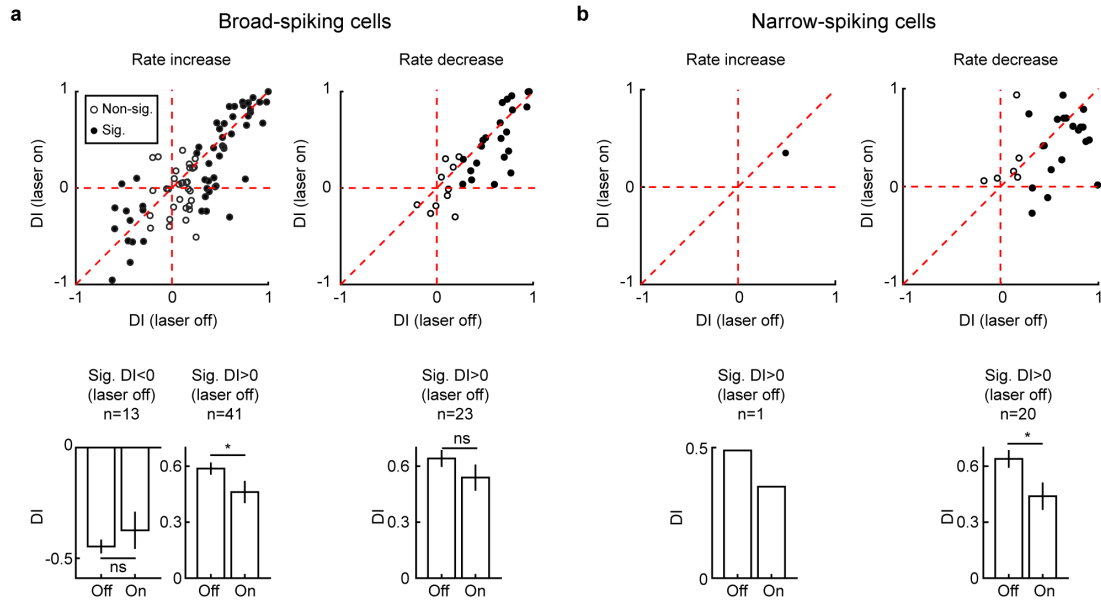 a
Broad-spiking cells
b
Narrow-spiking cells
Rate increase
Rate decrease
Rate increase
Rate decrease
Non-sig.
Sig.
DI (laser on)
1
0
-1
-1
0
1
DI (laser off)
DI (laser on)
1
0
-1
-1
0
1
DI (laser off)
DI (laser on)
1
0
-1
-1
0
1
DI (laser off)
DI (laser on)
1
0
-1
-1
0
1
DI (laser off)
Sig. DI<0
(laser off)
n=13
DI
0
-0.5
ns
Off On
Sig. DI>0
(laser off)
n=41
0.6
0.3
0
*
Off On
Sig. DI>0
(laser off)
n=23
DI
0.6
0.3
0
ns
Off On
Sig. DI>0
(laser off)
n=1
DI
0.5
0
Off On
Sig. DI>0
(laser off)
n=20
DI
0.6
0.3
0
*
Off On